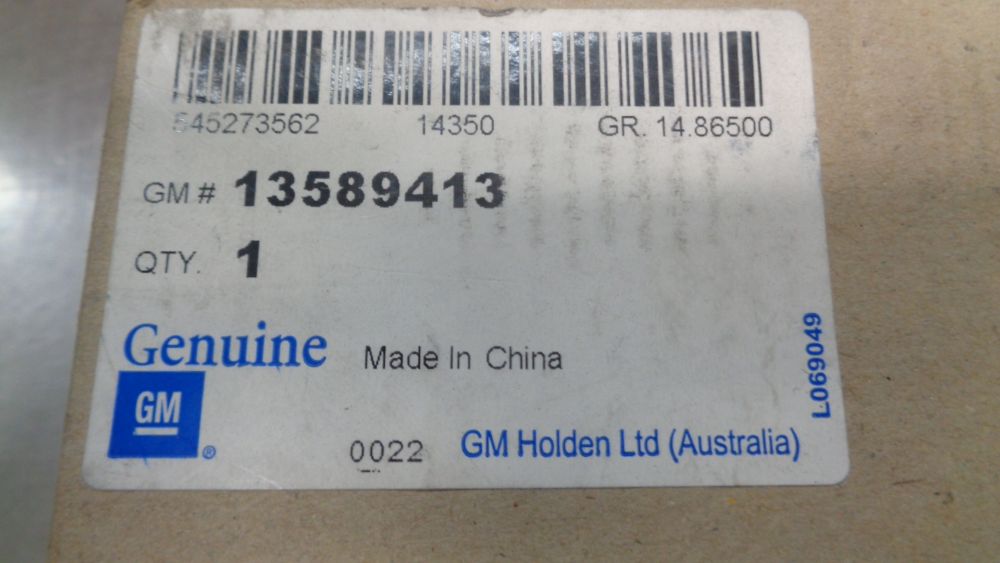 845273562 14350 GR. 14.86500
GM # 13589413
QTY. 1
Genuine Made In China
GM ®
0022 GM Holden Ltd (Australia)
L069049